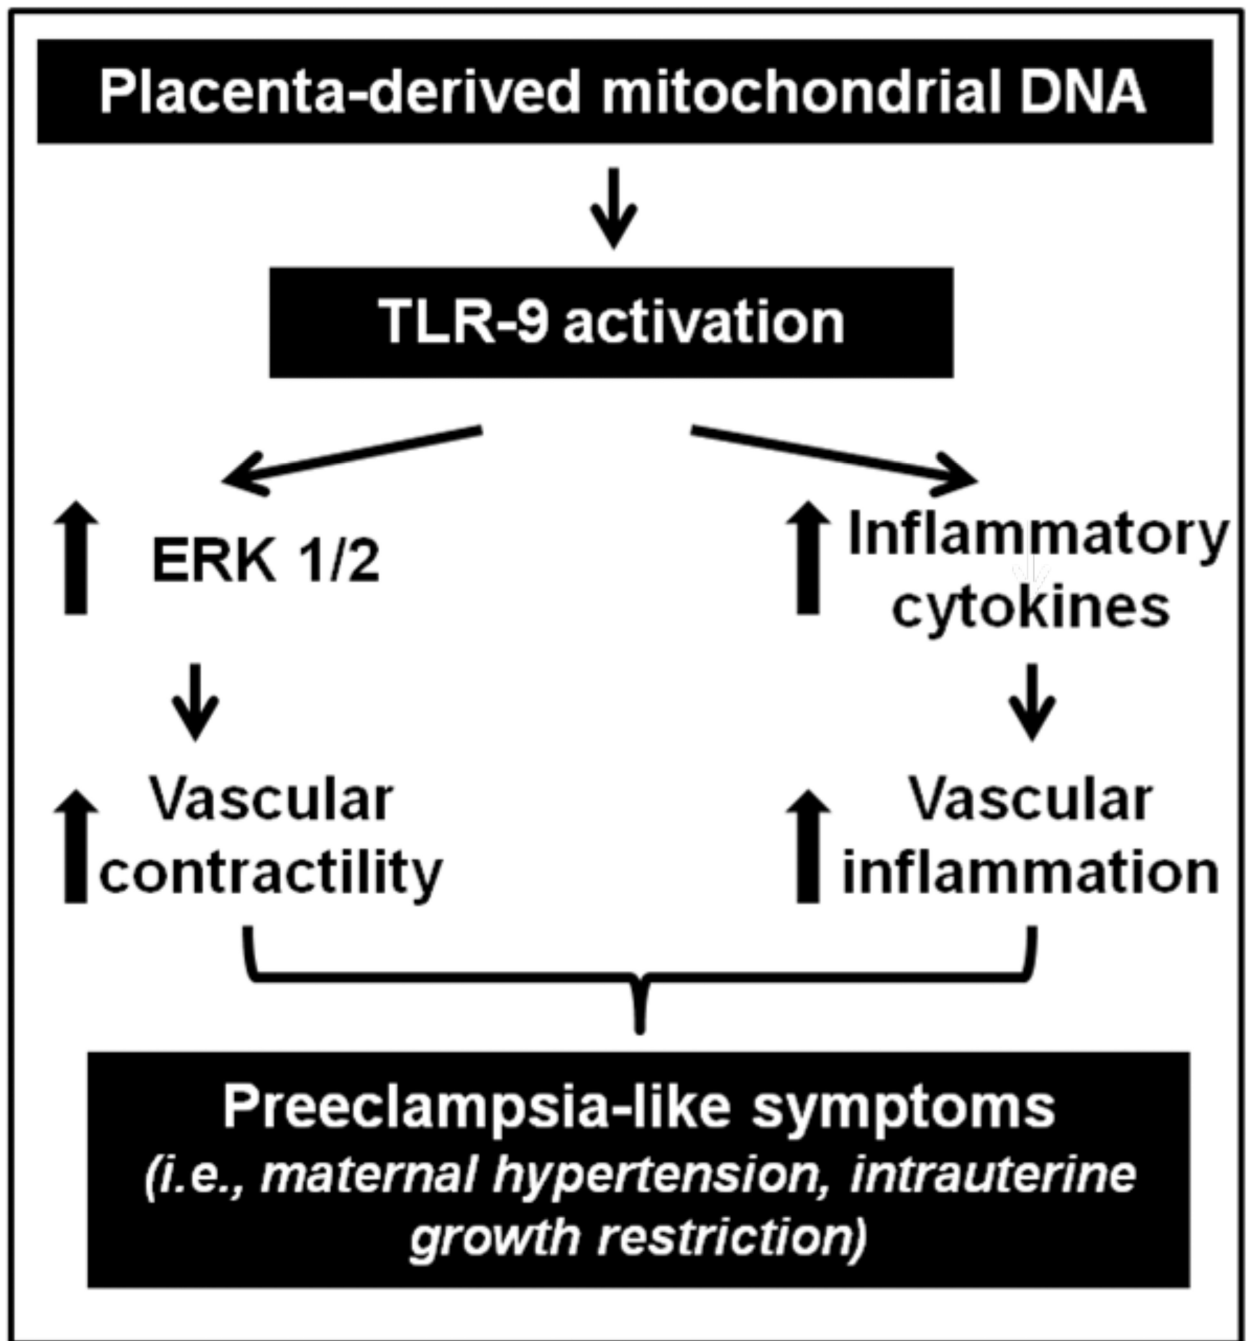 Placenta-derived mitochondrial DNA
TLR-9 activation
ERK 1/2
Inflammatory
cytokines
Vascular
contractility
Vascular
inflammation
Preeclampsia-like symptoms
(i.e., maternal hypertension, intrauterine
growth restriction)